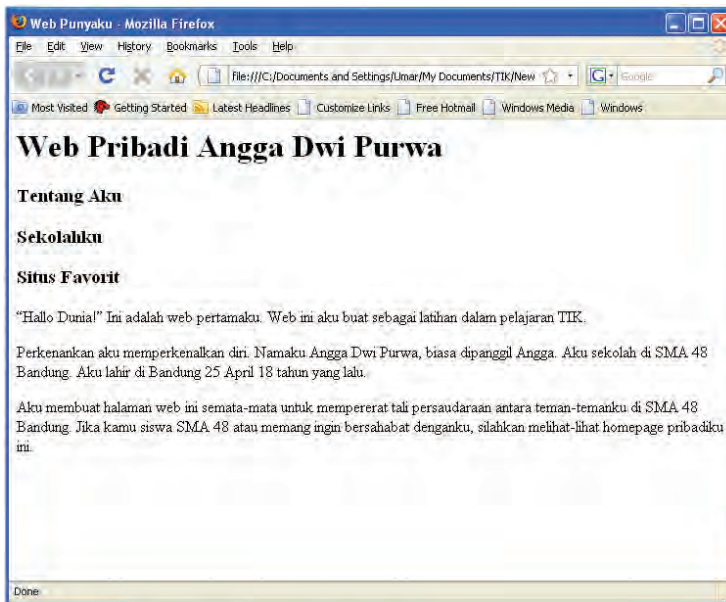 Web Punyaku - Mozilla Firefox
File Edit View History Bookmarks Tools Help
file:///C:/Documents and Settings/Umar/My Documents/TIK/New
Google
Most Visited Getting Started Latest Headlines Customize Links Free Hotmail Windows Media Windows
Web Pribadi Angga Dwi Purwa
Tentang Aku
Sekolahku
Situs Favorit
“Hallo Dunia!” Ini adalah web pertamaku. Web ini aku buat sebagai latihan dalam pelajaran TIK.
Perkenankan aku memperkenalkan diri. Namaku Angga Dwi Purwa, biasa dipanggil Angga. Aku sekolah di SMA 48
Bandung. Aku lahir di Bandung 25 April 18 tahun yang lalu.
Aku membuat halaman web ini semata-mata untuk mempererat tali persaudaraan antara teman-temanku di SMA 48
Bandung. Jika kamu siswa SMA 48 atau memang ingin bersahabat denganku, silahkan melihat-lihat homepage pribadiku
ini.
Done